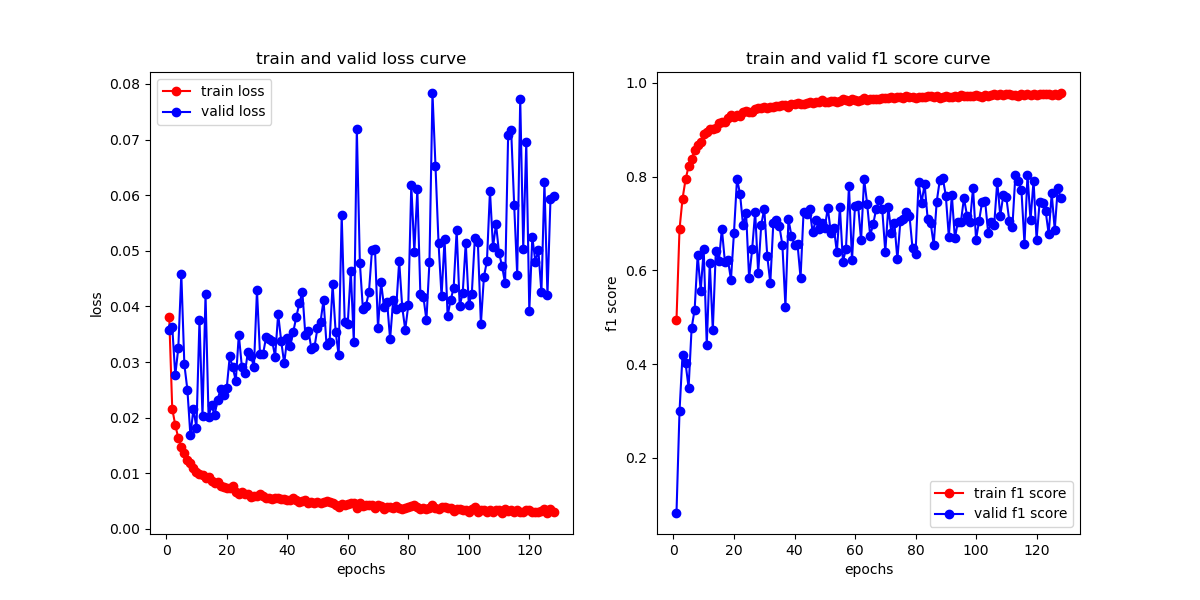 train and valid loss curve
train loss
valid loss
0.08
0.07
0.06
0.05
0.04
0.03
0.02
0.01
0.00
loss
0 20 40 60 80 100 120
epochs
train and valid f1 score curve
1.0
0.8
0.6
0.4
0.2
f1 score
train f1 score
valid f1 score
0 20 40 60 80 100 120
epochs